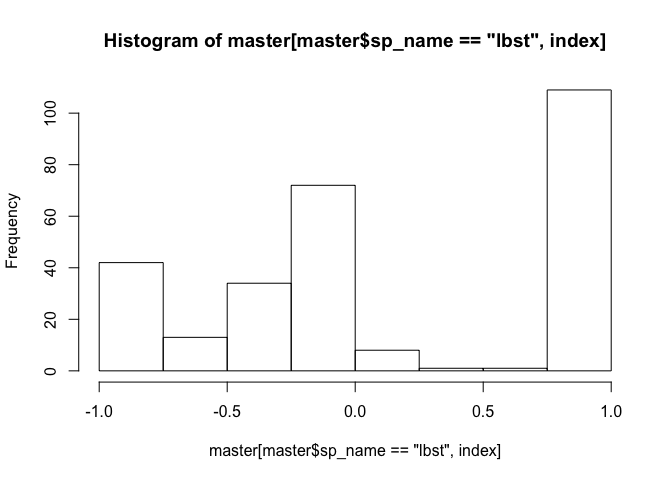 Histogram of master[master$sp_name == "lbst", index]
Frequency
100
80
60
40
20
0
-1.0 -0.5 0.0 0.5 1.0
master[master$sp_name == "lbst", index]